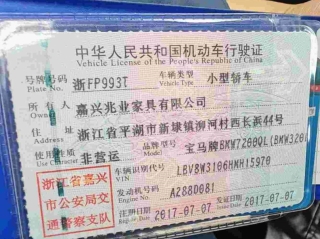 中华人民共和国机动车行驶证
Vehicle License of the People's Republic of China
号牌号码 Plate No. 浙FP993T 车辆类型 Vehicle Type 小型轿车
所有人 Owner 嘉兴兆业家具有限公司
住址 浙江省平湖市新埭镇泖河村西长浜44号
使用性质 Use Character 非营运 品牌型号 Model 宝马牌BMW7200QL(BMW320i
浙江省嘉兴市公安局交通警察支队
车辆识别代号 VIN LBV8W3106HMH15970
发动机号码 Engine No. A2880081
注册日期 2017-07-07 发证日期 2017-07-07